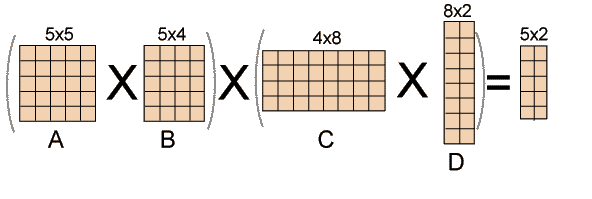 5x5 5x4 4x8 8x2 5x2
( X ) X ( X ) =
A B C D